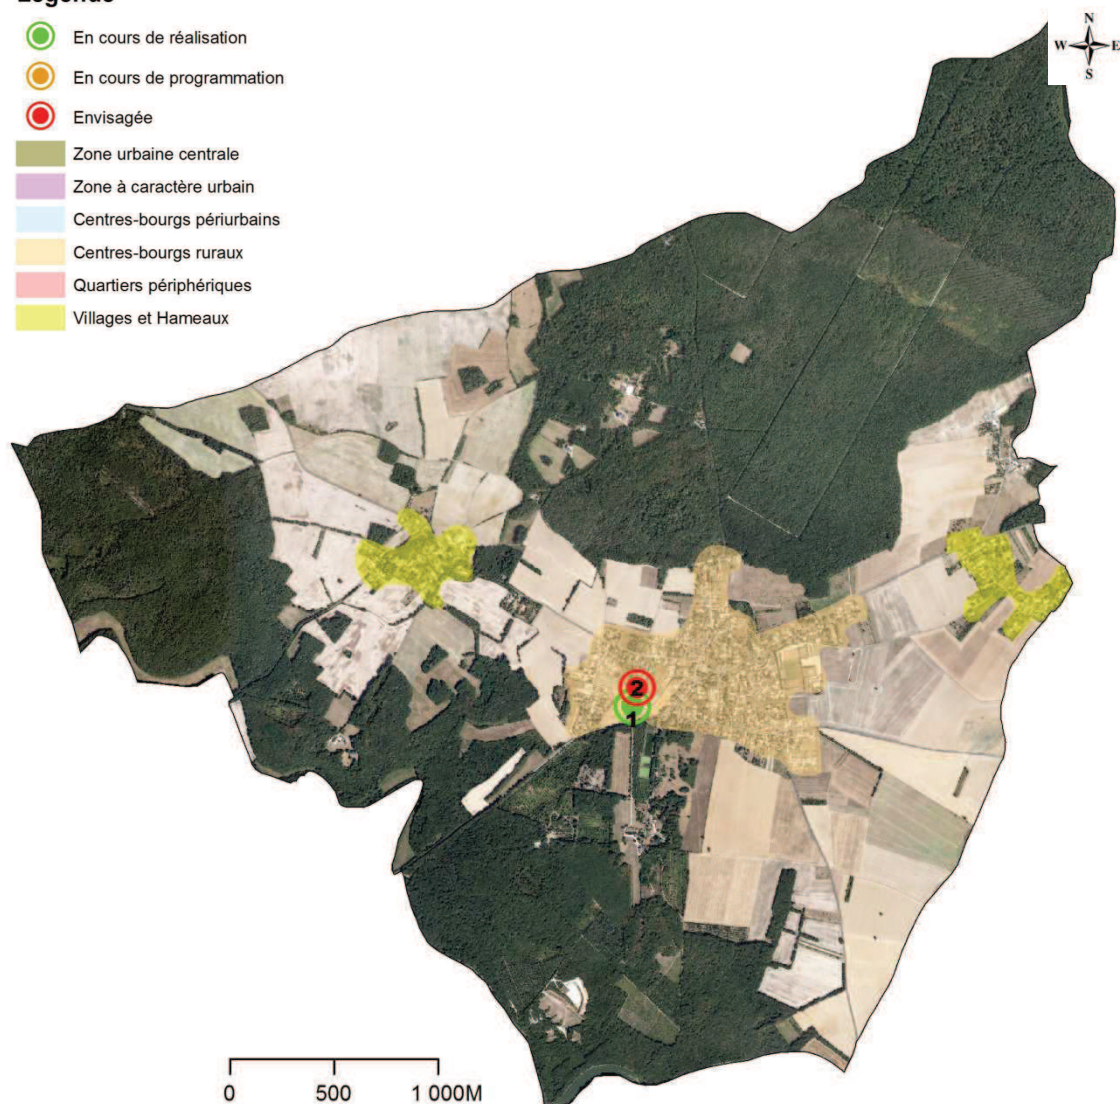 Légende
N
W E
S
En cours de réalisation
En cours de programmation
Envisagée
Zone urbaine centrale
Zone à caractère urbain
Centres-bourgs périurbains
Centres-bourgs ruraux
Quartiers périphériques
Villages et Hameaux
2
1
0 500 1 000M